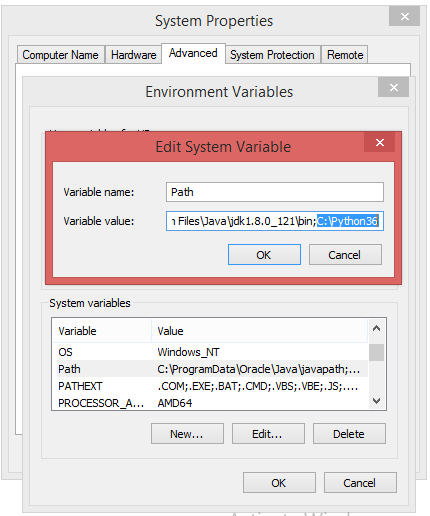 System Properties
Computer Name Hardware Advanced System Protection Remote
Environment Variables
Edit System Variable
Variable name: Path
Variable value: n Files\Java\jdk1.8.0_121\bin;C:\Python36
OK Cancel
System variables
Variable Value
OS Windows_NT
Path C:\ProgramData\Oracle\Java\javapath;...
PATHEXT .COM;.EXE;.BAT;.CMD;.VBS;.VBE;.JS;....
PROCESSOR_A... AMD64
New... Edit... Delete
OK Cancel